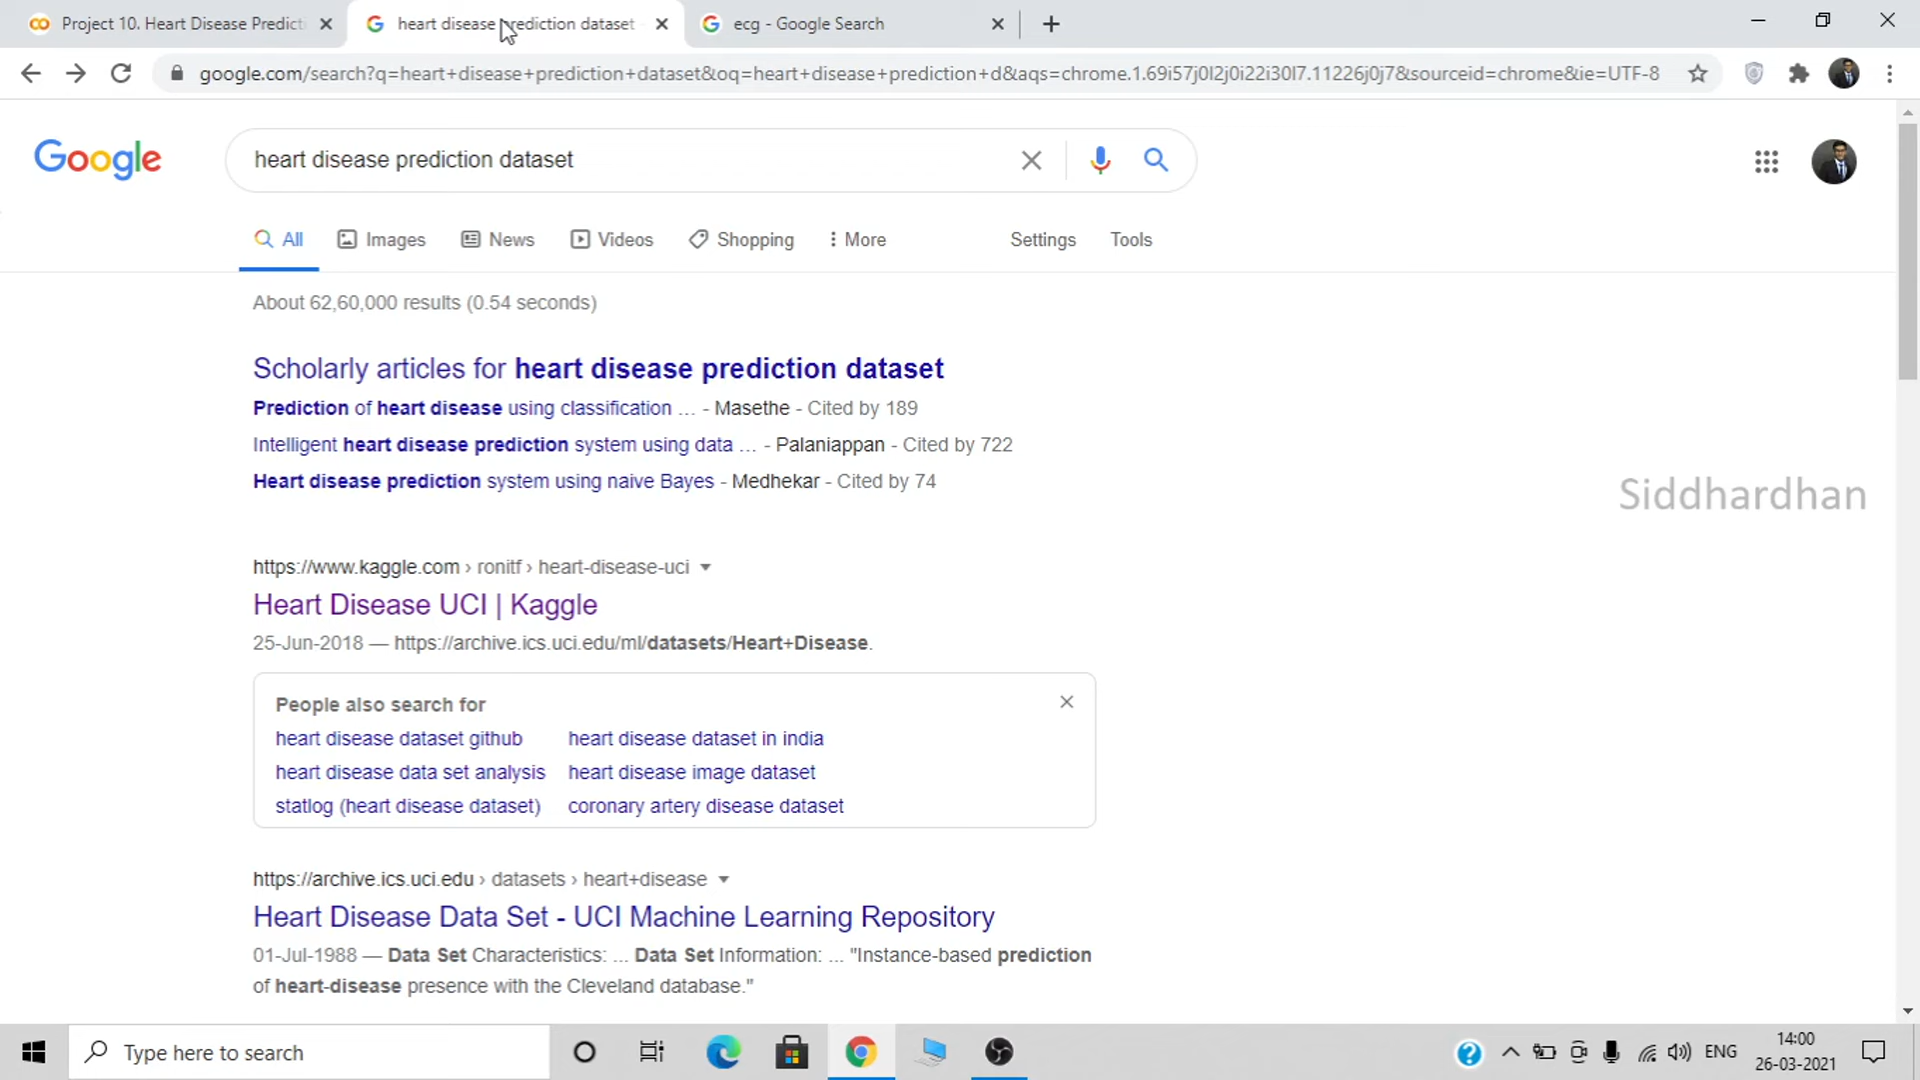 Project 10. Heart Disease Predicti
heart disease prediction dataset
ecg - Google Search
google.com/search?q=heart+disease+prediction+dataset&oq=heart+disease+prediction+d&aqs=chrome.1.69i57j0l2j0i22i30l7.11226j0j7&sourceid=chrome&ie=UTF-8
Google
heart disease prediction dataset
All Images News Videos Shopping More Settings Tools
About 62,60,000 results (0.54 seconds)
Scholarly articles for heart disease prediction dataset
Prediction of heart disease using classification ... - Masethe - Cited by 189
Intelligent heart disease prediction system using data ... - Palaniappan - Cited by 722
Heart disease prediction system using naive Bayes - Medhekar - Cited by 74
Siddhardhan
https://www.kaggle.com › ronitf › heart-disease-uci
Heart Disease UCI | Kaggle
25-Jun-2018 — https://archive.ics.uci.edu/ml/datasets/Heart+Disease.
People also search for
heart disease dataset github heart disease dataset in india
heart disease data set analysis heart disease image dataset
statlog (heart disease dataset) coronary artery disease dataset
https://archive.ics.uci.edu › datasets › heart+disease
Heart Disease Data Set - UCI Machine Learning Repository
01-Jul-1988 — Data Set Characteristics: ... Data Set Information: ... "Instance-based prediction
of heart-disease presence with the Cleveland database."
Type here to search
ENG
14:00
26-03-2021